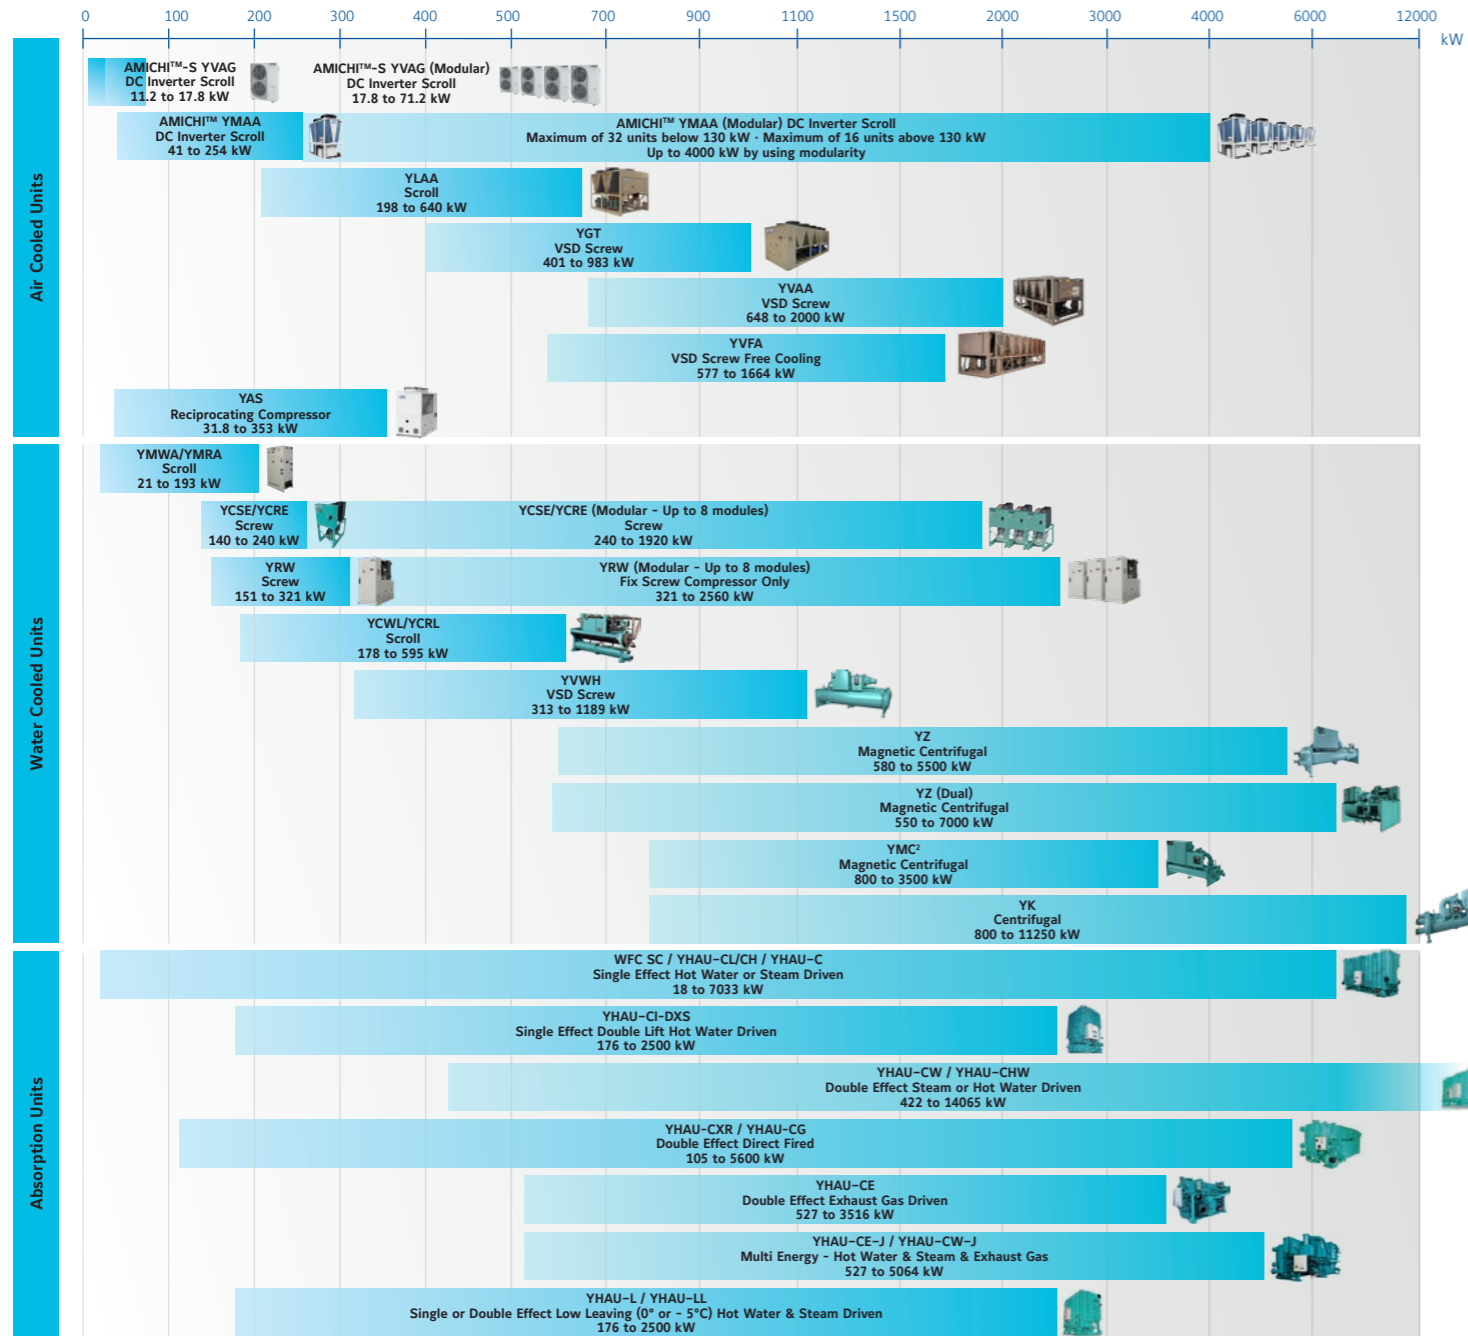 0 100 200 300 400 500 700 900 1100 1500 2000 3000 4000 6000 12000
kW
Air Cooled Units
AMICHI™-S YVAG
DC Inverter Scroll
11.2 to 17.8 kW
AMICHI™-S YVAG (Modular)
DC Inverter Scroll
17.8 to 71.2 kW
AMICHI™ YMAA
DC Inverter Scroll
41 to 254 kW
AMICHI™ YMAA (Modular) DC Inverter Scroll
Maximum of 32 units below 130 kW · Maximum of 16 units above 130 kW
Up to 4000 kW by using modularity
YLAA
Scroll
198 to 640 kW
YGT
VSD Screw
401 to 983 kW
YVAA
VSD Screw
648 to 2000 kW
YVFA
VSD Screw Free Cooling
577 to 1664 kW
YAS
Reciprocating Compressor
31.8 to 353 kW
Water Cooled Units
YMWA/YMRA
Scroll
21 to 193 kW
YCSE/YCRE
Screw
140 to 240 kW
YCSE/YCRE (Modular - Up to 8 modules)
Screw
240 to 1920 kW
YRW
Screw
151 to 321 kW
YRW (Modular - Up to 8 modules)
Fix Screw Compressor Only
321 to 2560 kW
YCWL/YCRL
Scroll
178 to 595 kW
YVWH
VSD Screw
313 to 1189 kW
YZ
Magnetic Centrifugal
580 to 5500 kW
YZ (Dual)
Magnetic Centrifugal
550 to 7000 kW
YMC²
Magnetic Centrifugal
800 to 3500 kW
YK
Centrifugal
800 to 11250 kW
Absorption Units
WFC SC / YHAU-CL/CH / YHAU-C
Single Effect Hot Water or Steam Driven
18 to 7033 kW
YHAU-CI-DXS
Single Effect Double Lift Hot Water Driven
176 to 2500 kW
YHAU-CW / YHAU-CHW
Double Effect Steam or Hot Water Driven
422 to 14065 kW
YHAU-CXR / YHAU-CG
Double Effect Direct Fired
105 to 5600 kW
YHAU-CE
Double Effect Exhaust Gas Driven
527 to 3516 kW
YHAU-CE-J / YHAU-CW-J
Multi Energy - Hot Water & Steam & Exhaust Gas
527 to 5064 kW
YHAU-L / YHAU-LL
Single or Double Effect Low Leaving (0° or - 5°C) Hot Water & Steam Driven
176 to 2500 kW